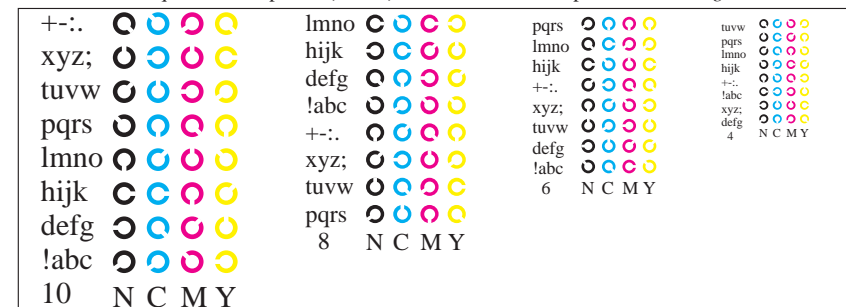 +-:.
xyz;
tuvw
pqrs
lmno
hijk
defg
!abc
10 N C M Y
lmno
hijk
defg
!abc
+-:.
xyz;
tuvw
pqrs
8 N C M Y
pqrs
lmno
hijk
+-:.
xyz;
tuvw
defg
!abc
6 N C M Y
tuvw
pqrs
lmno
hijk
+-:.
!abc
xyz;
defg
4 N C M Y